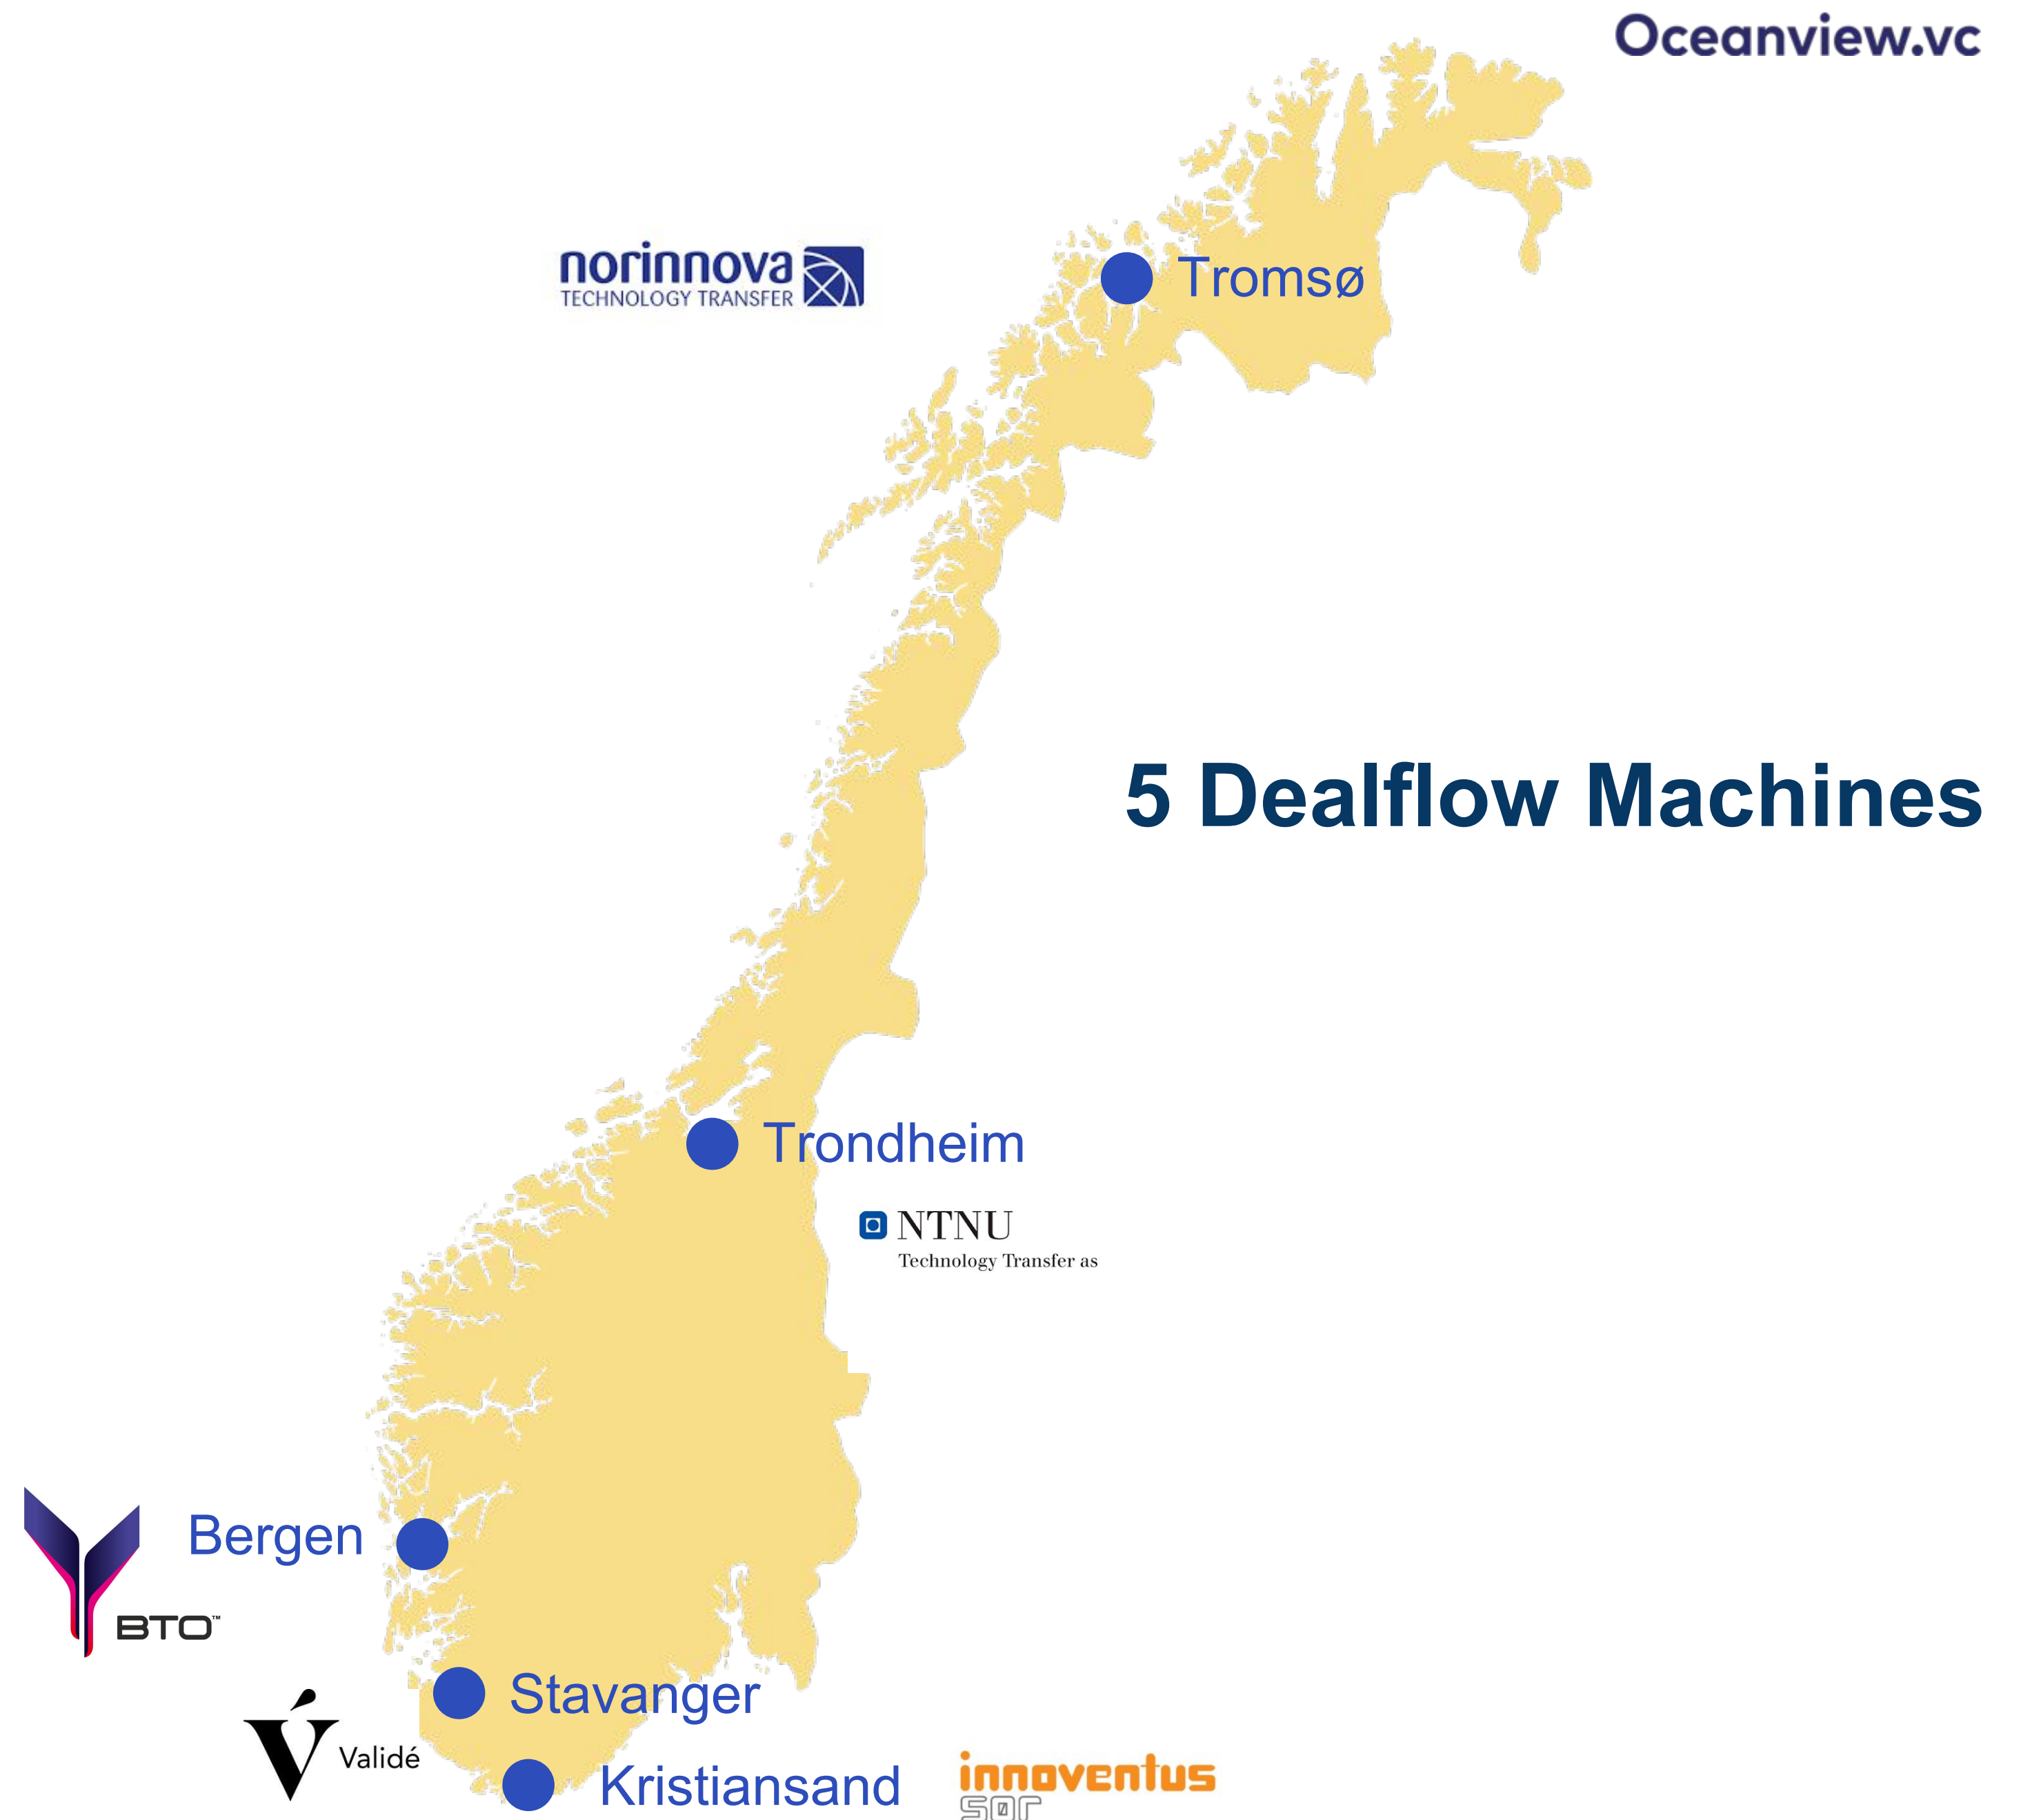 Oceanview.vc
norinnova
TECHNOLOGY TRANSFER
Tromsø
5 Dealflow Machines
Trondheim
NTNU
Technology Transfer as
Bergen
BTO™
Stavanger
Validé
Kristiansand
innoventus
sør